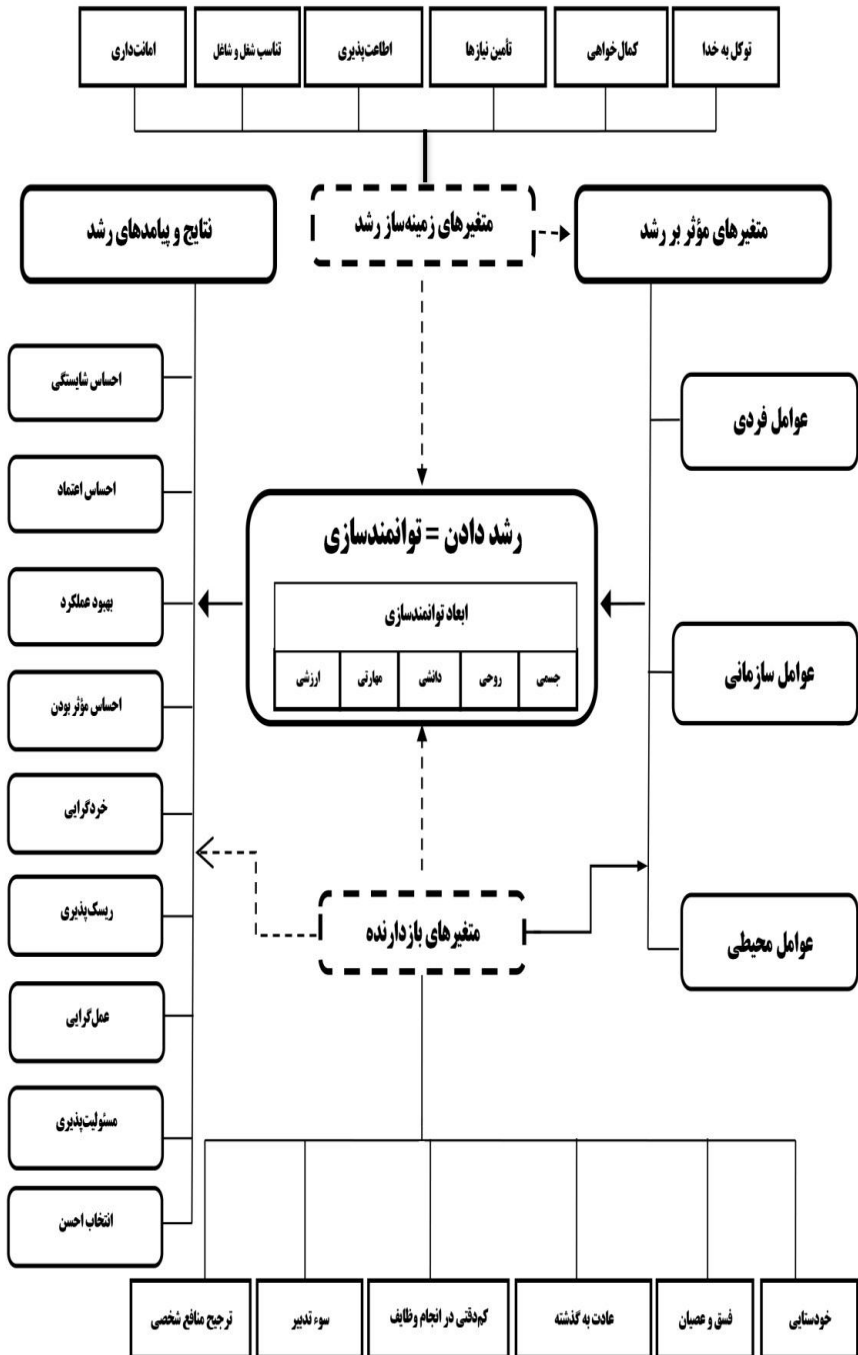 توکل به خدا
کمال‌خواهی
تأمین نیازها
اطاعت‌پذیری
تناسب شغل و شاغل
امانت‌داری
متغیرهای مؤثر بر رشد
متغیرهای زمینه‌ساز رشد
نتایج و پیامدهای رشد
عوامل فردی
عوامل سازمانی
عوامل محیطی
رشد دادن = توانمندسازی
ابعاد توانمندسازی
جسمی
روحی
دانشی
مهارتی
ارزشی
احساس شایستگی
احساس اعتماد
بهبود عملکرد
احساس مؤثر بودن
خردگرایی
ریسک‌پذیری
عمل‌گرایی
مسئولیت‌پذیری
انتخاب احسن
متغیرهای بازدارنده
خودستایی
فسق و عصیان
عادت به گذشته
کم‌دقتی در انجام وظایف
سوء تدبیر
ترجیح منافع شخصی